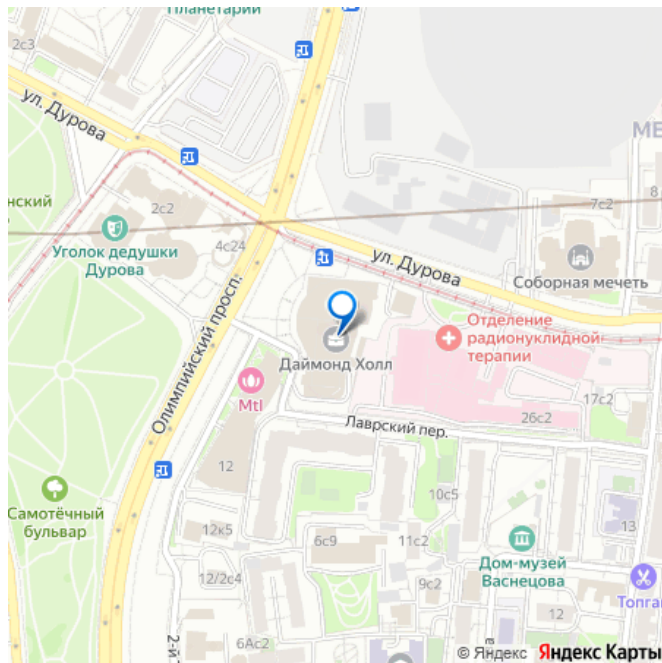 Планетарий
2с3
ул. Дурова
нский
2с2
4с24
Уголок дедушки
Дурова
Олимпийский просп.
ул. Дурова
МЕ
7с2
8
Соборная мечеть
Отделение
радионуклидной
терапии
Даймонд Холл
Mtl
17с2
26с2
Лаврский пер.
12
10с5
13
Самотёчный
бульвар
12к5
6с9
11с2
Дом-музей
Васнецова
12/2с4
9с2
Топга
12
6Ас2
2-й
© Яндекс Яндекс Карты